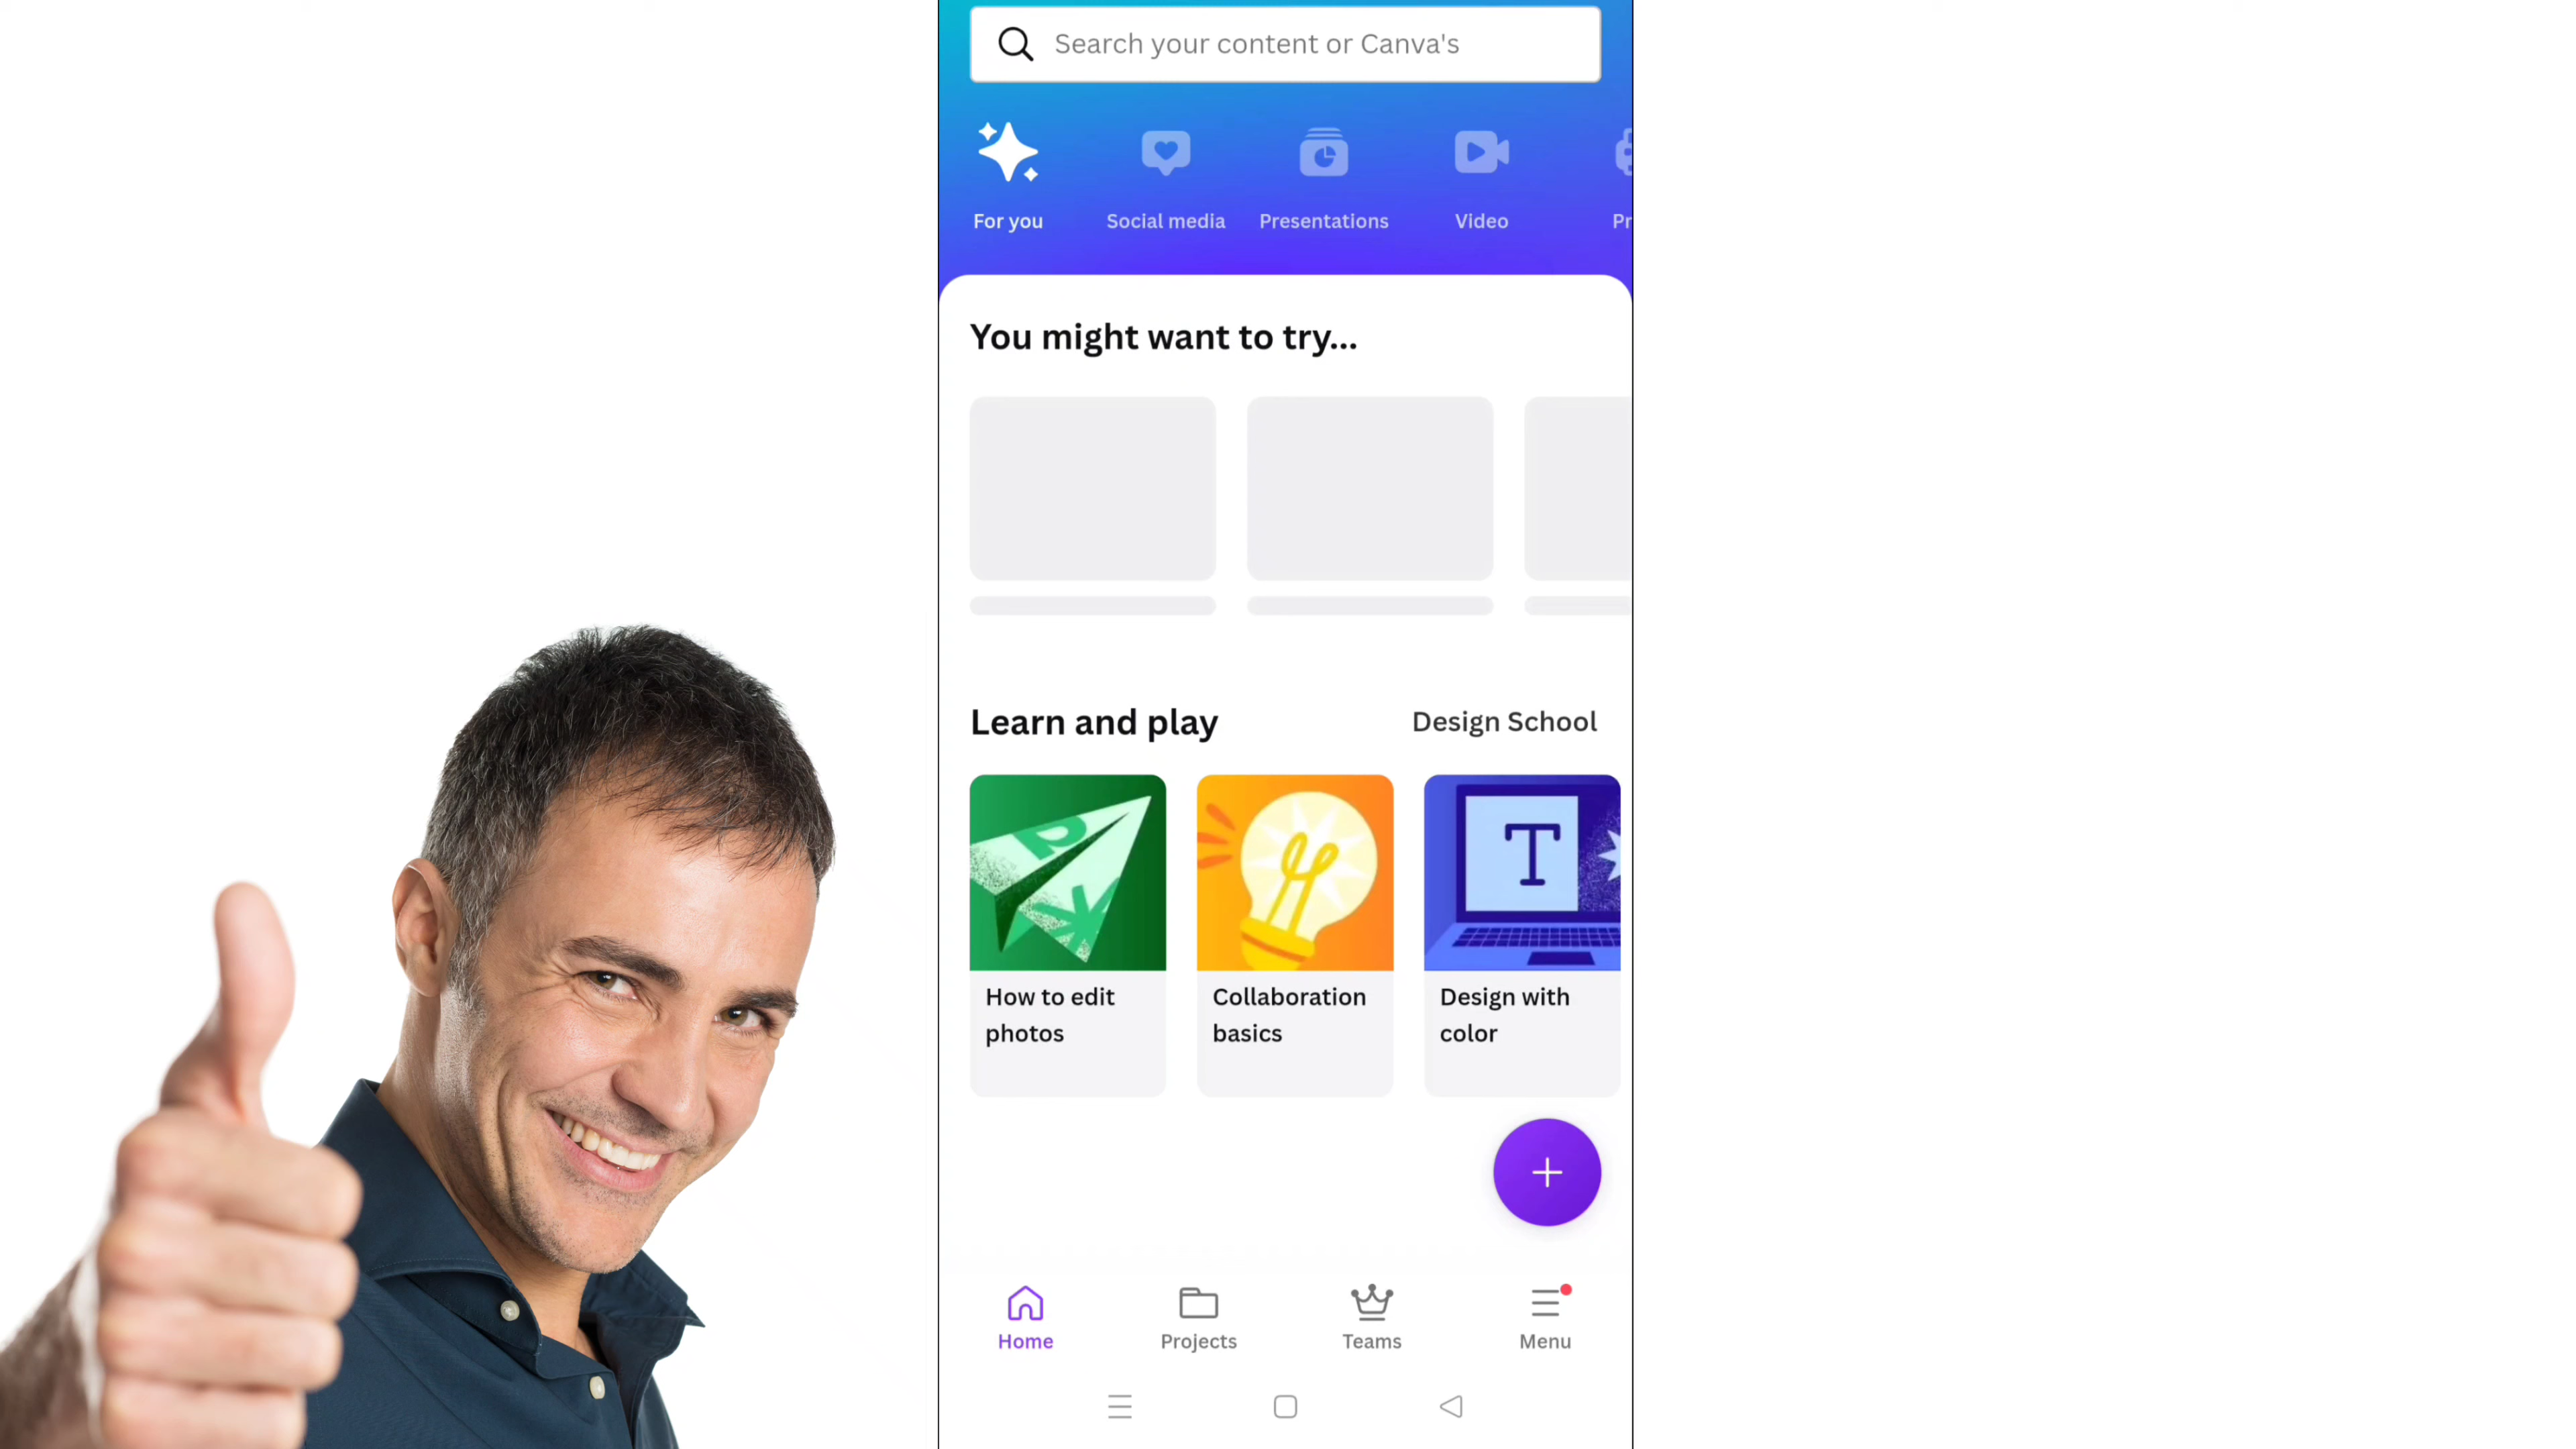 Search your content or Canva's
For you
Social media
Presentations
Video
Pr
You might want to try...
Learn and play
Design School
How to edit
photos
Collaboration
basics
T
Design with
color
Home
Projects
Teams
Menu